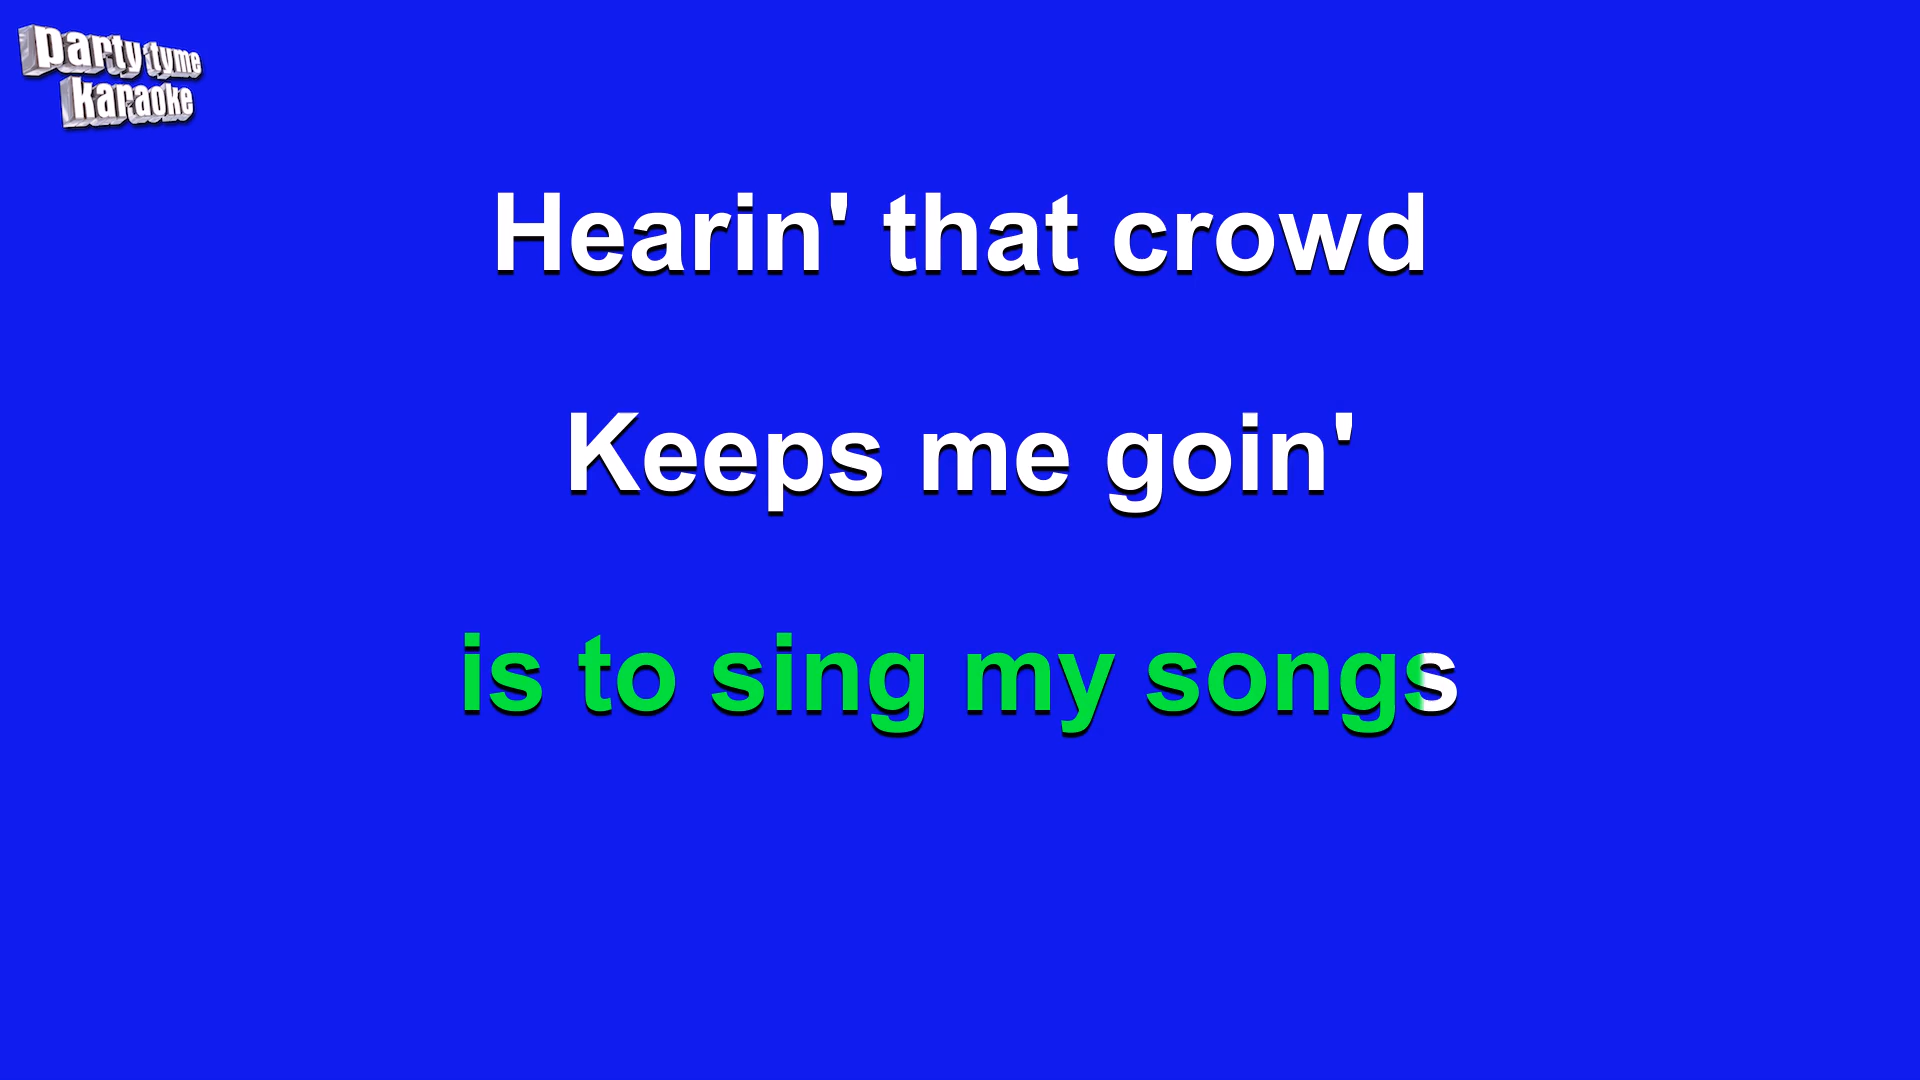 party tyme
karaoke
Hearin' that crowd
Keeps me goin'
is to sing my songs